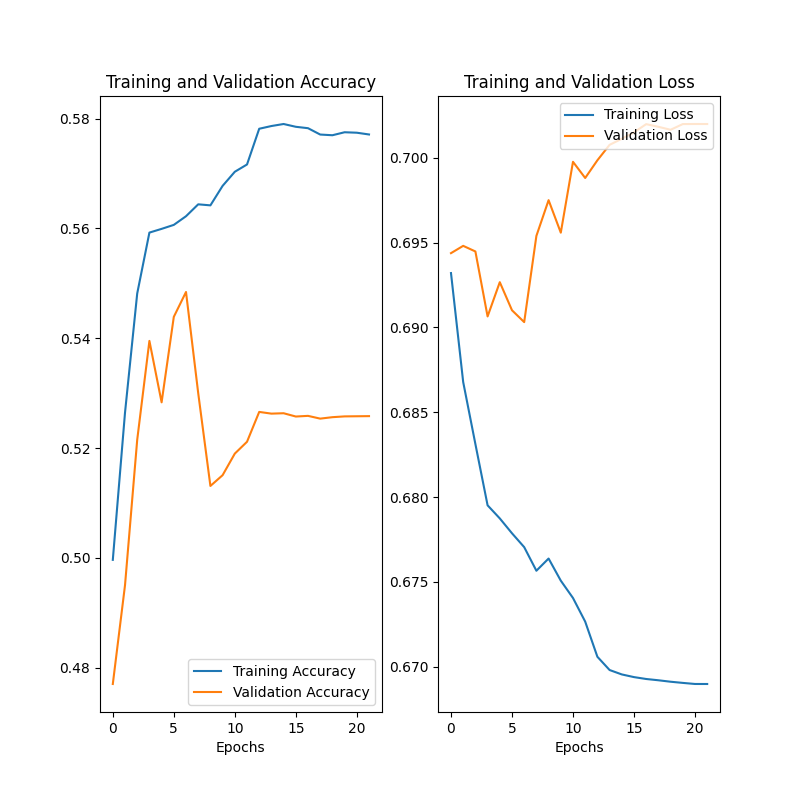 Training and Validation Accuracy
0.58
0.56
0.54
0.52
0.50
0.48
Training Accuracy
Validation Accuracy
0 5 10 15 20
Epochs
Training and Validation Loss
Training Loss
Validation Loss
0.700
0.695
0.690
0.685
0.680
0.675
0.670
0 5 10 15 20
Epochs